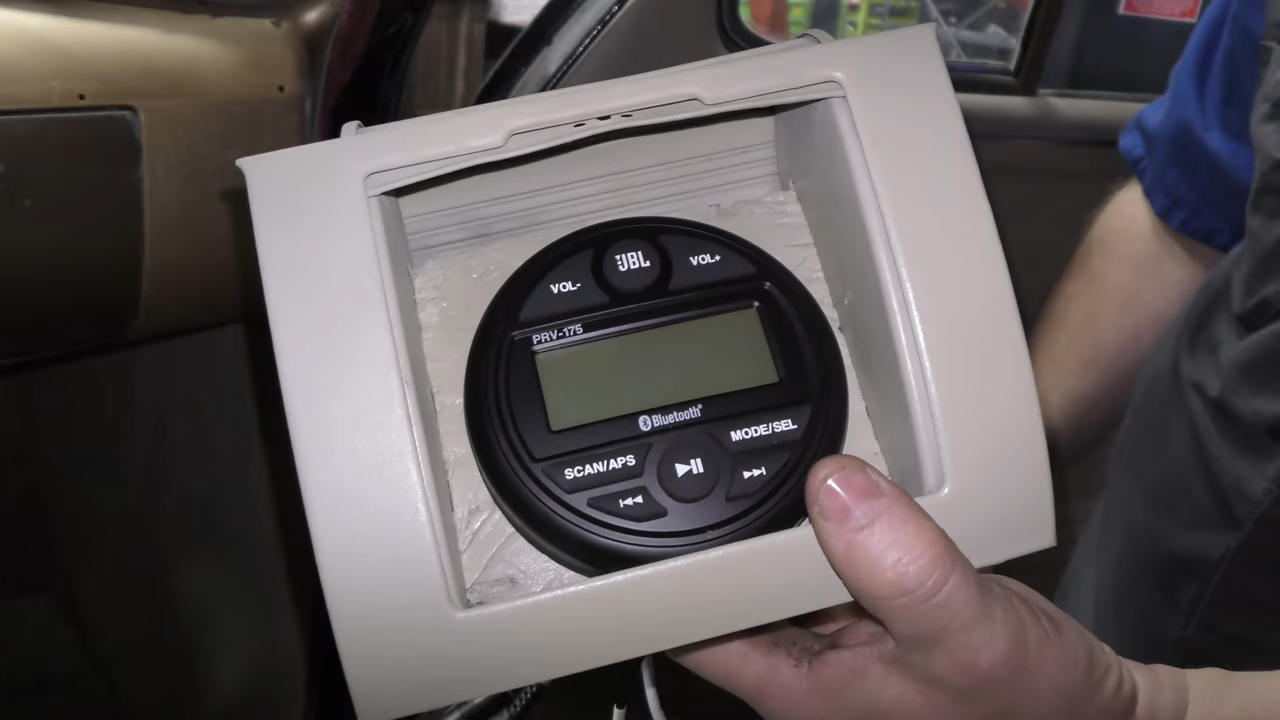 JBL
VOL- VOL+
PRV-175
Bluetooth®
SCAN/APS MODE/SEL